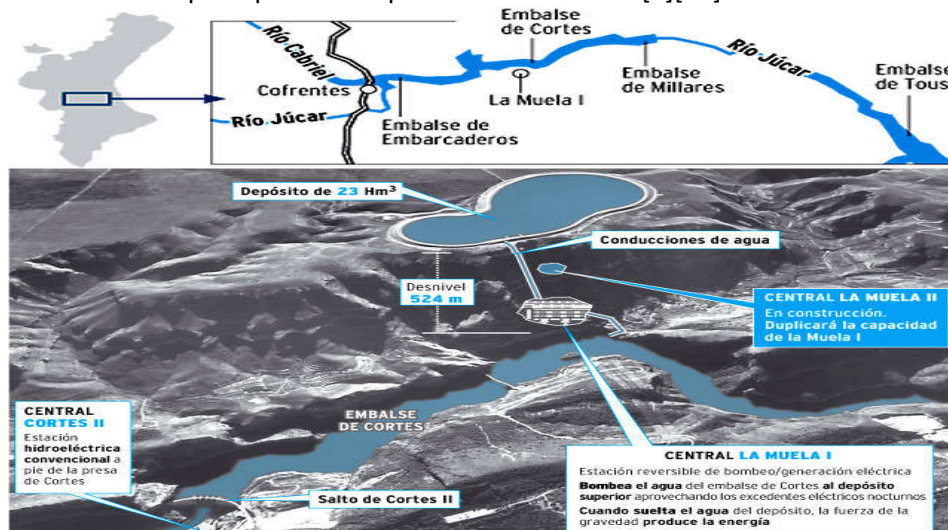 Embalse
de Cortes
Río Cabriel
Cofrentes
La Muela I
Embalse
de Millares
Río Júcar
Embalse
de Tous
Río Júcar
Embalse de
Embarcaderos
Depósito de 23 Hm³
Conducciones de agua
Desnivel
524 m
CENTRAL LA MUELA II
En construcción.
Duplicará la capacidad
de la Muela I
EMBALSE
DE CORTES
CENTRAL
CORTES II
Estación
hidroeléctrica
convencional a
pie de la presa
de Cortes
Salto de Cortes II
CENTRAL LA MUELA I
Estación reversible de bombeo/generación eléctrica
Bombea el agua del embalse de Cortes al depósito
superior aprovechando los excedentes eléctricos nocturnos
Cuando suelta el agua del depósito, la fuerza de la
gravedad produce la energía